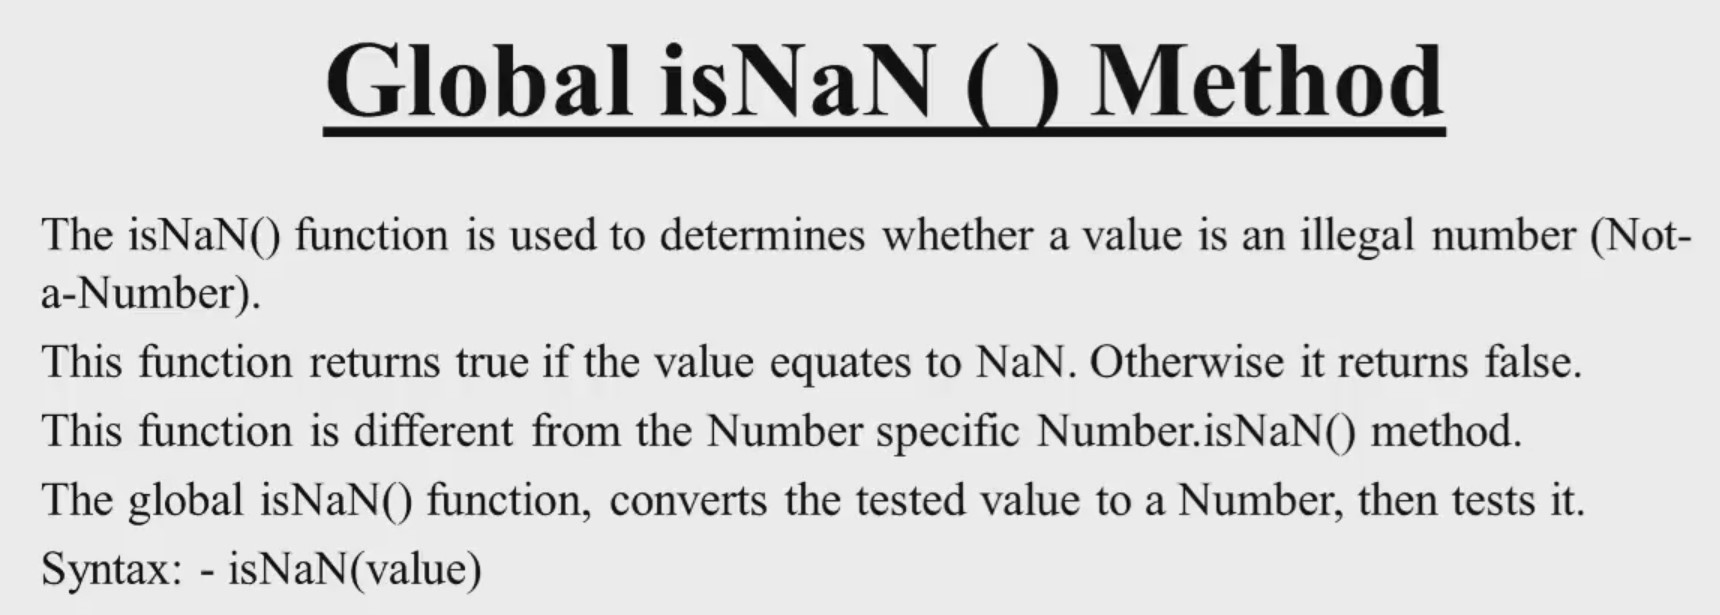 Global isNaN ( ) Method
The isNaN() function is used to determines whether a value is an illegal number (Not-
a-Number).
This function returns true if the value equates to NaN. Otherwise it returns false.
This function is different from the Number specific Number.isNaN() method.
The global isNaN() function, converts the tested value to a Number, then tests it.
Syntax: - isNaN(value)